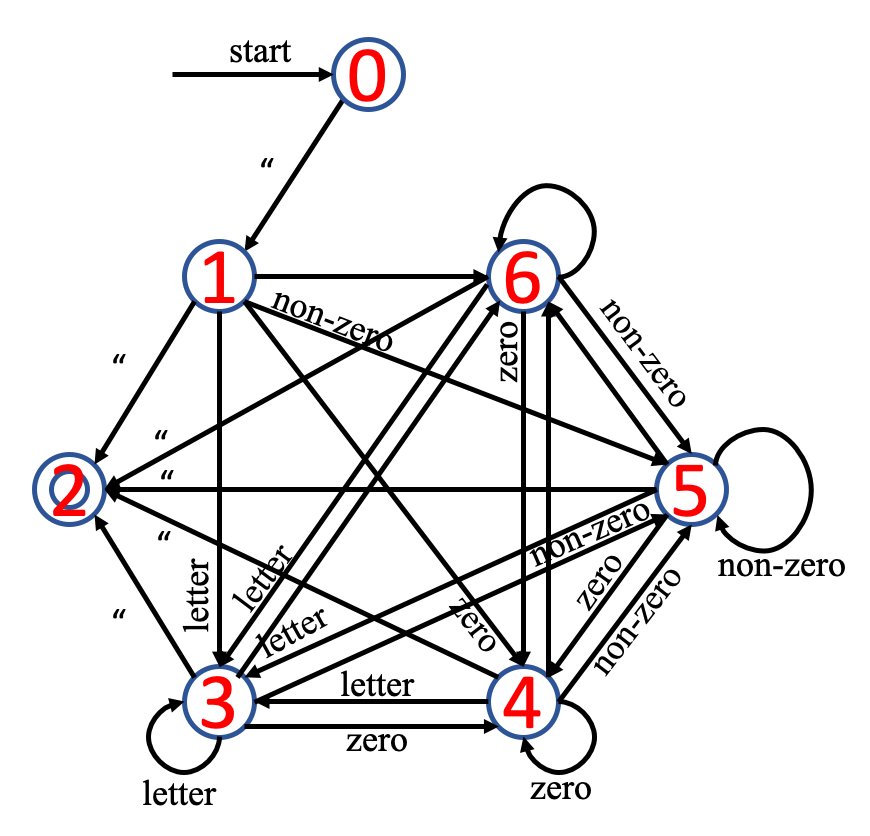 start
0
“
1
6
non-zero
zero
non-zero
“
“
2
“
5
“
non-zero
non-zero
letter
letter
zero
non-zero
“
letter
zero
3
letter
4
zero
letter
zero